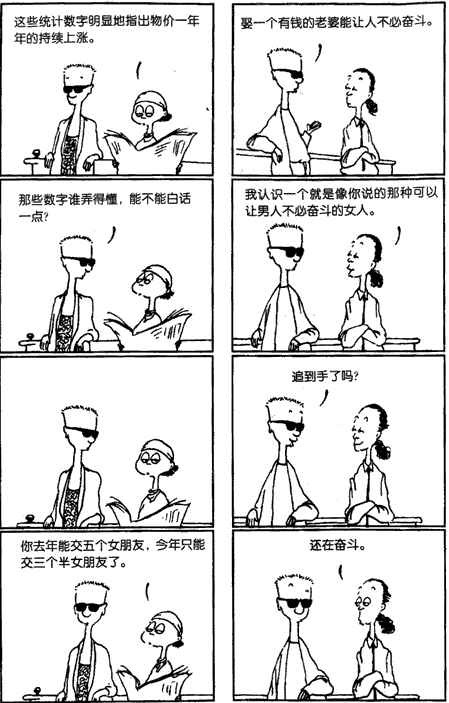 这些统计数字明显地指出物价一年
年的持续上涨。
那些数字谁弄得懂，能不能白话
一点？
你去年能交五个女朋友，今年只能
交三个半女朋友了。
娶一个有钱的老婆能让人不必奋斗。
我认识一个就是像你说的那种可以
让男人不必奋斗的女人。
追到手了吗？
还在奋斗。